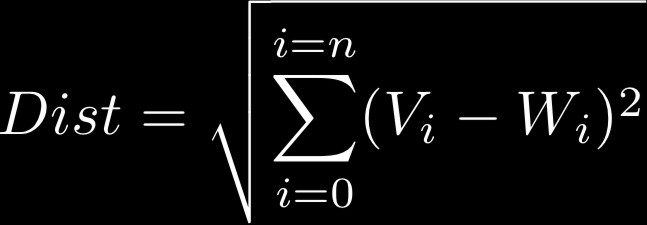 Dist = √∑_{i=0}^{i=n}(V_i − W_i)²